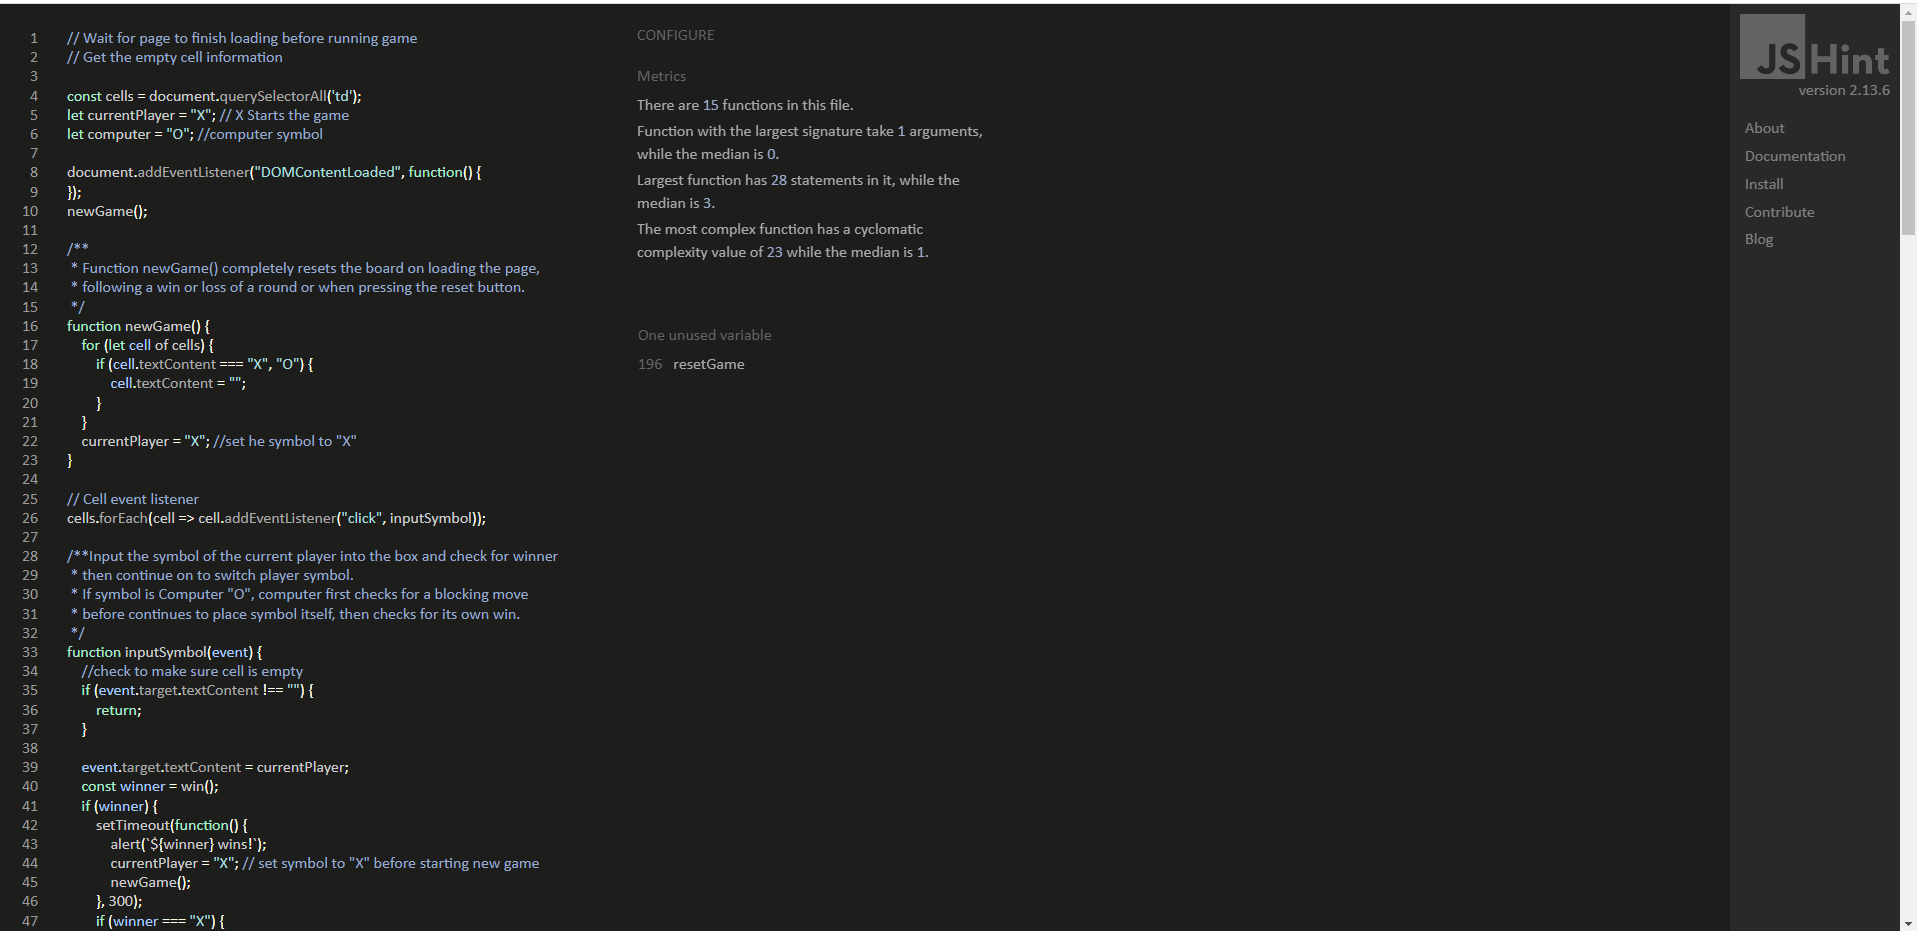 1 // Wait for page to finish loading before running game
2 // Get the empty cell information
3
4 const cells = document.querySelectorAll('td');
5 let currentPlayer = "X"; // X Starts the game
6 let computer = "O"; //computer symbol
7
8 document.addEventListener("DOMContentLoaded", function() {
9 });
10 newGame();
11
12 /**
13 * Function newGame() completely resets the board on loading the page,
14 * following a win or loss of a round or when pressing the reset button.
15 */
16 function newGame() {
17 for (let cell of cells) {
18 if (cell.textContent === "X", "O") {
19 cell.textContent = "";
20 }
21 }
22 currentPlayer = "X"; //set he symbol to "X"
23 }
24
25 // Cell event listener
26 cells.forEach(cell => cell.addEventListener("click", inputSymbol));
27
28 /**Input the symbol of the current player into the box and check for winner
29 * then continue on to switch player symbol.
30 * If symbol is Computer "O", computer first checks for a blocking move
31 * before continues to place symbol itself, then checks for its own win.
32 */
33 function inputSymbol(event) {
34 //check to make sure cell is empty
35 if (event.target.textContent !== "") {
36 return;
37 }
38
39 event.target.textContent = currentPlayer;
40 const winner = win();
41 if (winner) {
42 setTimeout(function() {
43 alert(`${winner} wins!`);
44 currentPlayer = "X"; // set symbol to "X" before starting new game
45 newGame();
46 }, 300);
47 if (winner === "X") {
CONFIGURE
Metrics
There are 15 functions in this file.
Function with the largest signature take 1 arguments,
while the median is 0.
Largest function has 28 statements in it, while the
median is 3.
The most complex function has a cyclomatic
complexity value of 23 while the median is 1.
One unused variable
196 resetGame
JSHint
version 2.13.6
About
Documentation
Install
Contribute
Blog